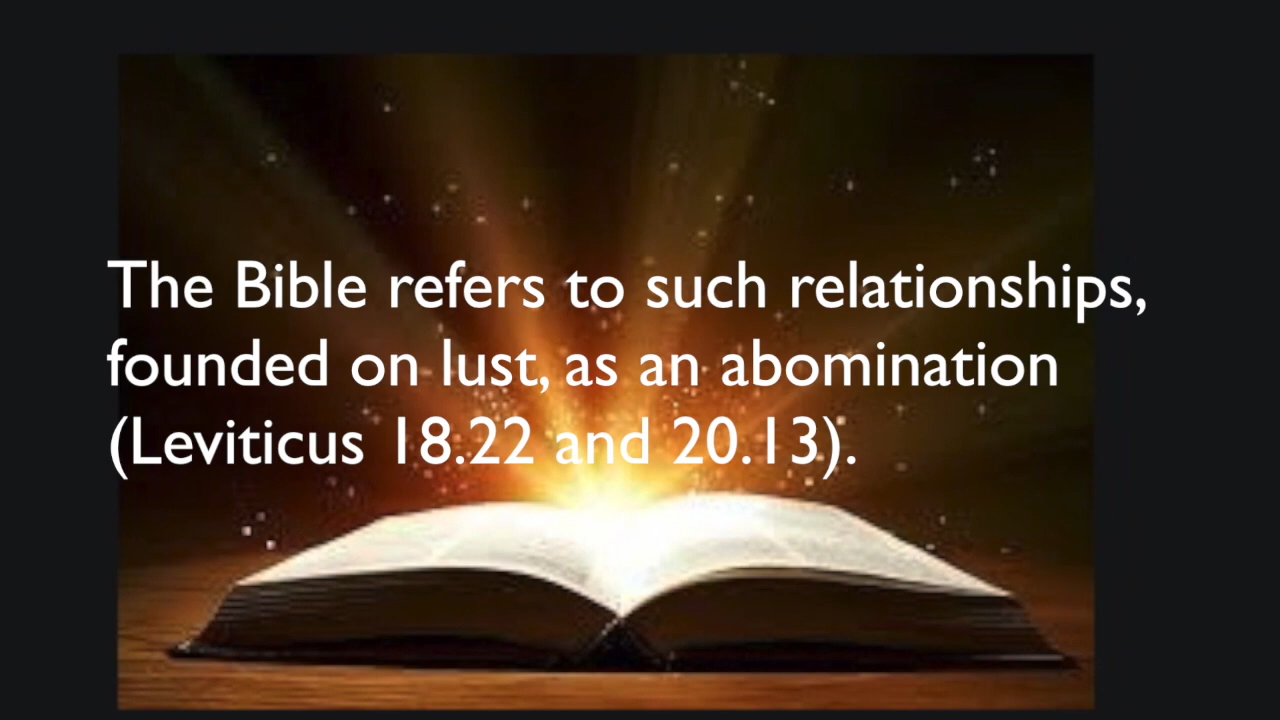 The Bible refers to such relationships,
founded on lust, as an abomination
(Leviticus 18.22 and 20.13).